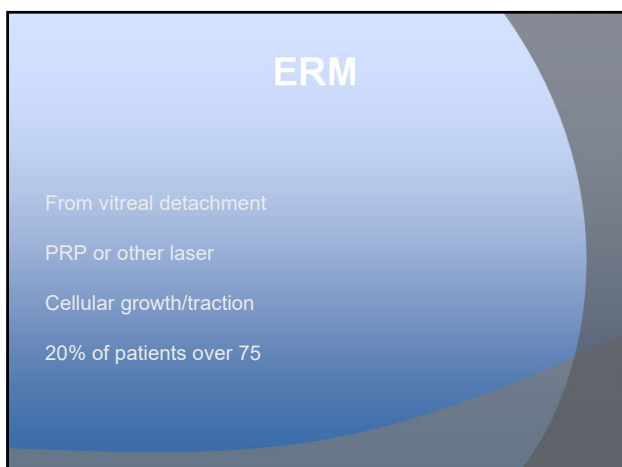 ERM
From vitreal detachment
PRP or other laser
Cellular growth/traction
20% of patients over 75